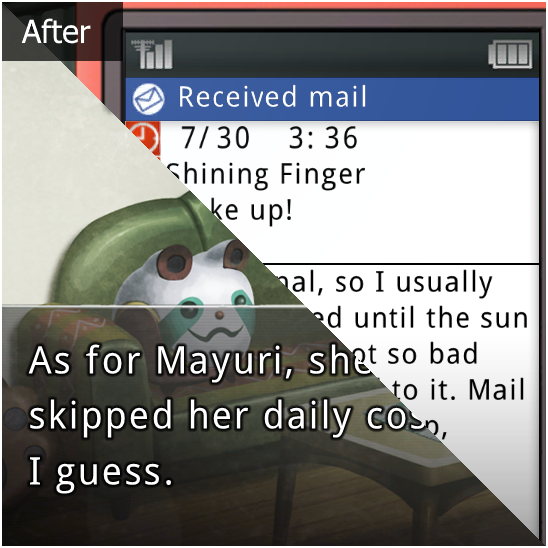 After
Received mail
7/30 3:36
Shining Finger
ke up!
nal, so I usually
ed until the sun
ot so bad
to it. Mail
p,
As for Mayuri, she
skipped her daily cos
I guess.